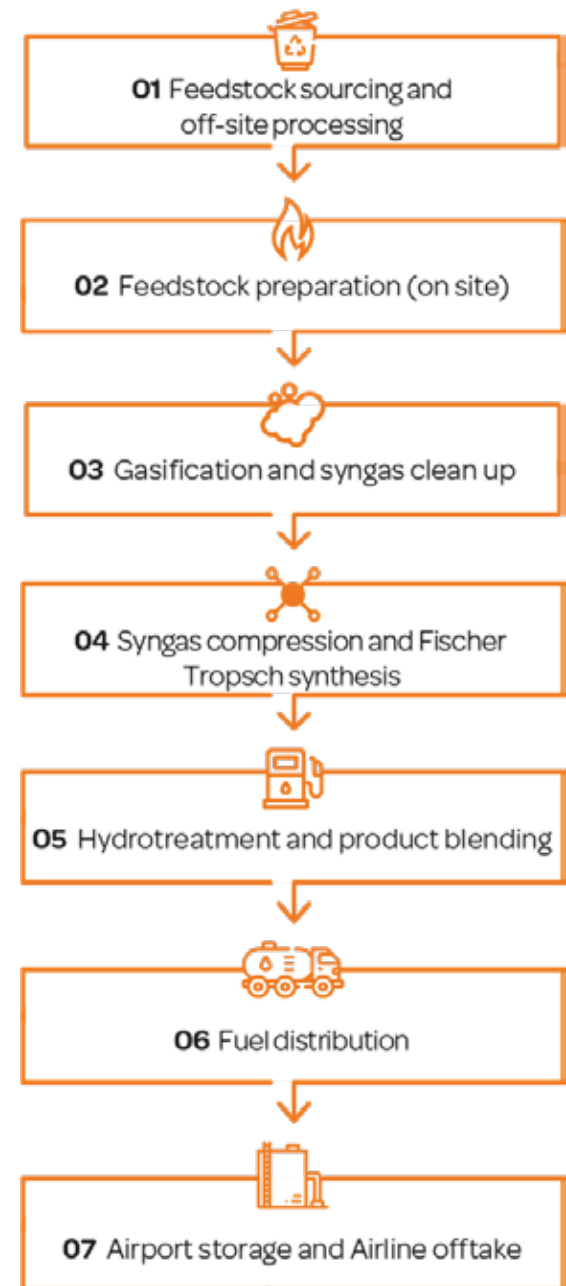 01 Feedstock sourcing and
off-site processing
02 Feedstock preparation (on site)
03 Gasification and syngas clean up
04 Syngas compression and Fischer
Tropsch synthesis
05 Hydrotreatment and product blending
06 Fuel distribution
07 Airport storage and Airline offtake